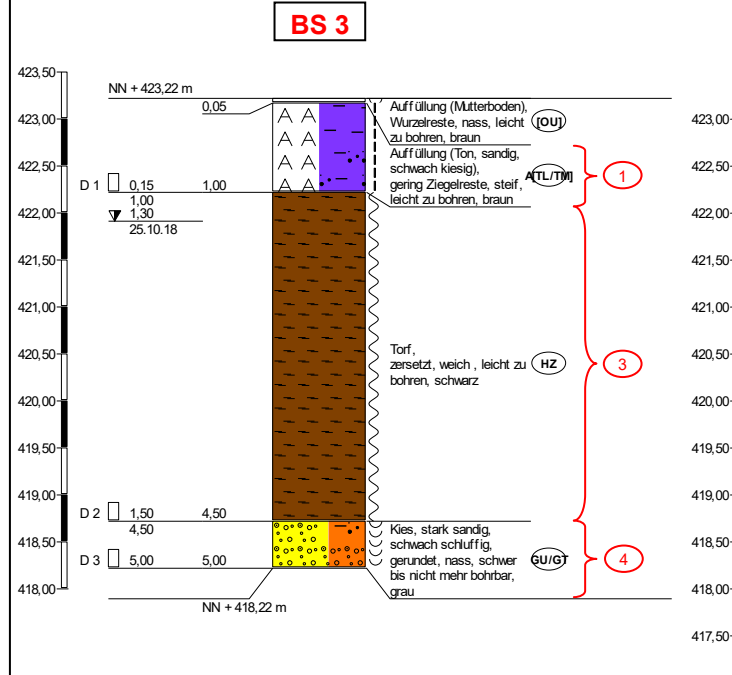 BS 3
423,50
NN + 423,22 m
423,00
0,05
Auffüllung (Mutterboden),
Wurzelreste, nass, leicht
zu bohren, braun
[OU]
423,00
422,50
Auffüllung (Ton, sandig,
schwach kiesig),
gering Ziegelreste, steif,
leicht zu bohren, braun
A[TL/TM]
1
422,50
D 1
0,15
1,00
422,00
1,00
1,30
25.10.18
422,00
421,50
421,50
421,00
421,00
420,50
Torf,
zersetzt, weich , leicht zu
bohren, schwarz
HZ
3
420,50
420,00
420,00
419,50
419,50
419,00
419,00
D 2
1,50
4,50
4,50
418,50
Kies, stark sandig,
schwach schluffig,
gerundet, nass, schwer
bis nicht mehr bohrbar,
grau
GU/GT
4
418,50
D 3
5,00
5,00
418,00
418,00
NN + 418,22 m
417,50